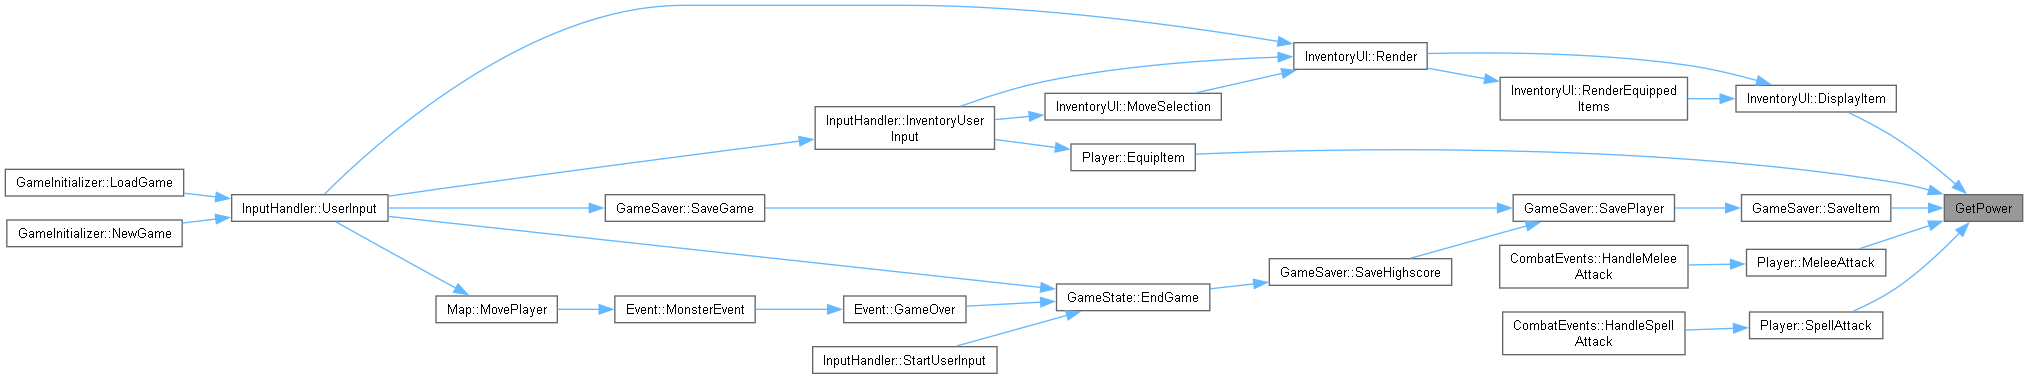 InventoryUI::Render
InventoryUI::RenderEquipped
Items
InventoryUI::DisplayItem
InventoryUI::MoveSelection
InputHandler::InventoryUser
Input
Player::EquipItem
GameInitializer::LoadGame
InputHandler::UserInput
GameSaver::SaveGame
GameSaver::SavePlayer
GameSaver::SaveItem
GetPower
GameInitializer::NewGame
CombatEvents::HandleMelee
Attack
Player::MeleeAttack
GameSaver::SaveHighscore
GameState::EndGame
Map::MovePlayer
Event::MonsterEvent
Event::GameOver
CombatEvents::HandleSpell
Attack
Player::SpellAttack
InputHandler::StartUserInput